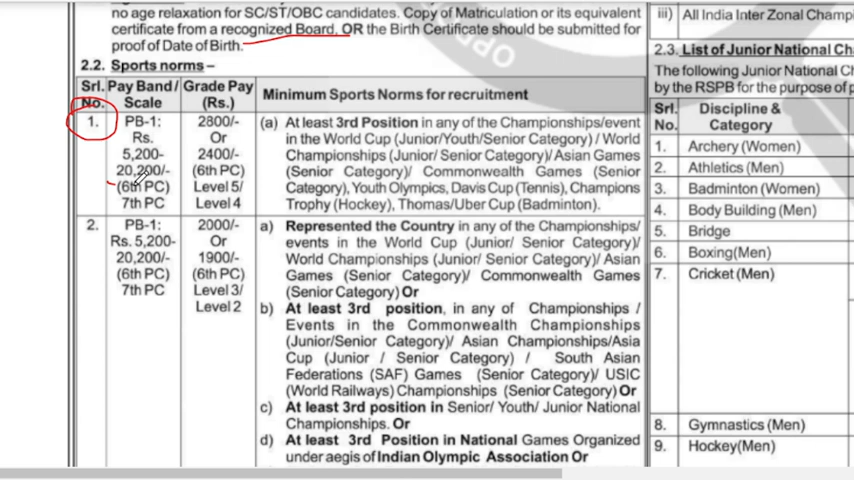 no age relaxation for SC/ST/OBC candidates. Copy of Matriculation or its equivalent
certificate from a recognized Board. OR the Birth Certificate should be submitted for
proof of Date of Birth.
2.2. Sports norms –
Srl. No.
Pay Band / Scale
Grade Pay (Rs.)
Minimum Sports Norms for recruitment
1.
PB-1:
Rs.
5,200-
20,200/-
(6th PC)
7th PC
2800/-
Or
2400/-
(6th PC)
Level 5/
Level 4
(a) At least 3rd Position in any of the Championships/event
in the World Cup (Junior/Youth/Senior Category) / World
Championships (Junior/ Senior Category)/ Asian Games
(Senior Category)/ Commonwealth Games (Senior
Category), Youth Olympics, Davis Cup (Tennis), Champions
Trophy (Hockey), Thomas/Uber Cup (Badminton).
2.
PB-1:
Rs. 5,200-
20,200/-
(6th PC)
7th PC
2000/-
Or
1900/-
(6th PC)
Level 3/
Level 2
a) Represented the Country in any of the Championships/
events in the World Cup (Junior/ Senior Category)/
World Championships (Junior/ Senior Category)/ Asian
Games (Senior Category)/ Commonwealth Games
(Senior Category) Or
b) At least 3rd position, in any of Championships /
Events in the Commonwealth Championships
(Junior/Senior Category)/ Asian Championships/Asia
Cup (Junior / Senior Category) / South Asian
Federations (SAF) Games (Senior Category)/ USIC
(World Railways) Championships (Senior Category) Or
c) At least 3rd position in Senior/ Youth/ Junior National
Championships. Or
d) At least 3rd Position in National Games Organized
under aegis of Indian Olympic Association Or
iii) All India Inter Zonal Champi
2.3. List of Junior National Cha
The following Junior National C
by the RSPB for the purpose of p
Srl. No.
Discipline & Category
1. Archery (Women)
2. Athletics (Men)
3. Badminton (Women)
4. Body Building (Men)
5. Bridge
6. Boxing(Men)
7. Cricket (Men)
8. Gymnastics (Men)
9. Hockey(Men)